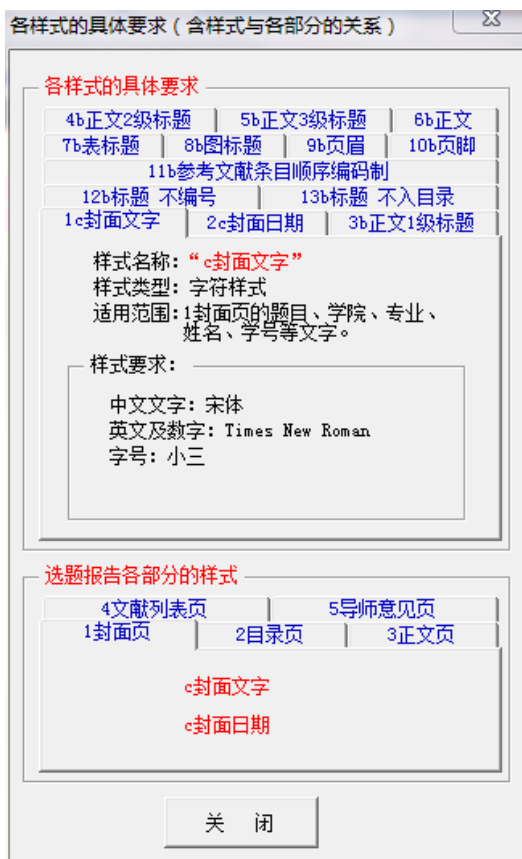 各样式的具体要求（含样式与各部分的关系）
各样式的具体要求
4b正文2级标题 5b正文3级标题 6b正文
7b表标题 8b图标题 9b页眉 10b页脚
11b参考文献条目顺序编码制
12b标题 不编号 13b标题 不入目录
1c封面文字 2c封面日期 3b正文1级标题
样式名称：“c封面文字”
样式类型：字符样式
适用范围：1封面页的题目、学院、专业、
姓名、学号等文字。
样式要求：
中文文字：宋体
英文及数字：Times New Roman
字号：小三
选题报告各部分的样式
4文献列表页 5导师意见页
1封面页 2目录页 3正文页
c封面文字
c封面日期
关 闭